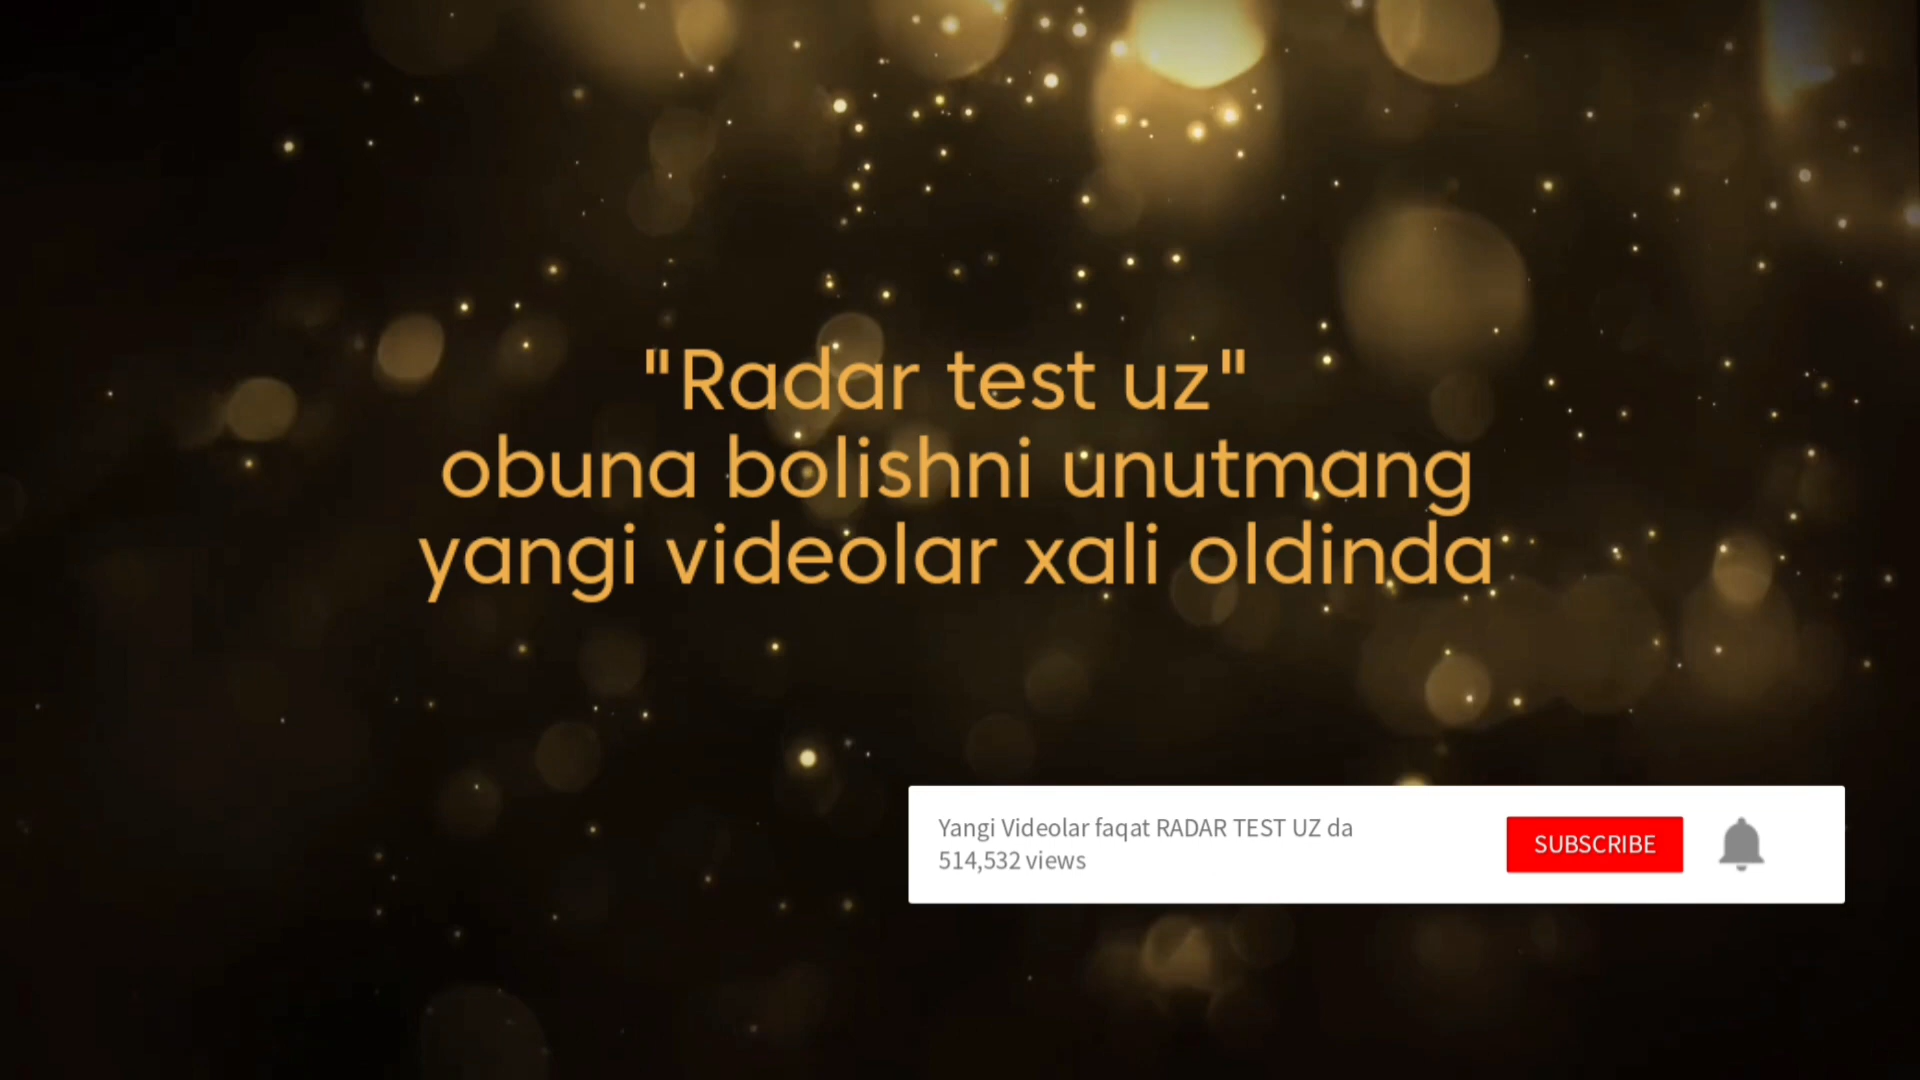 "Radar test uz"
obuna bolishni unutmang
yangi videolar xali oldinda
Yangi Videolar faqat RADAR TEST UZ da
514,532 views
SUBSCRIBE